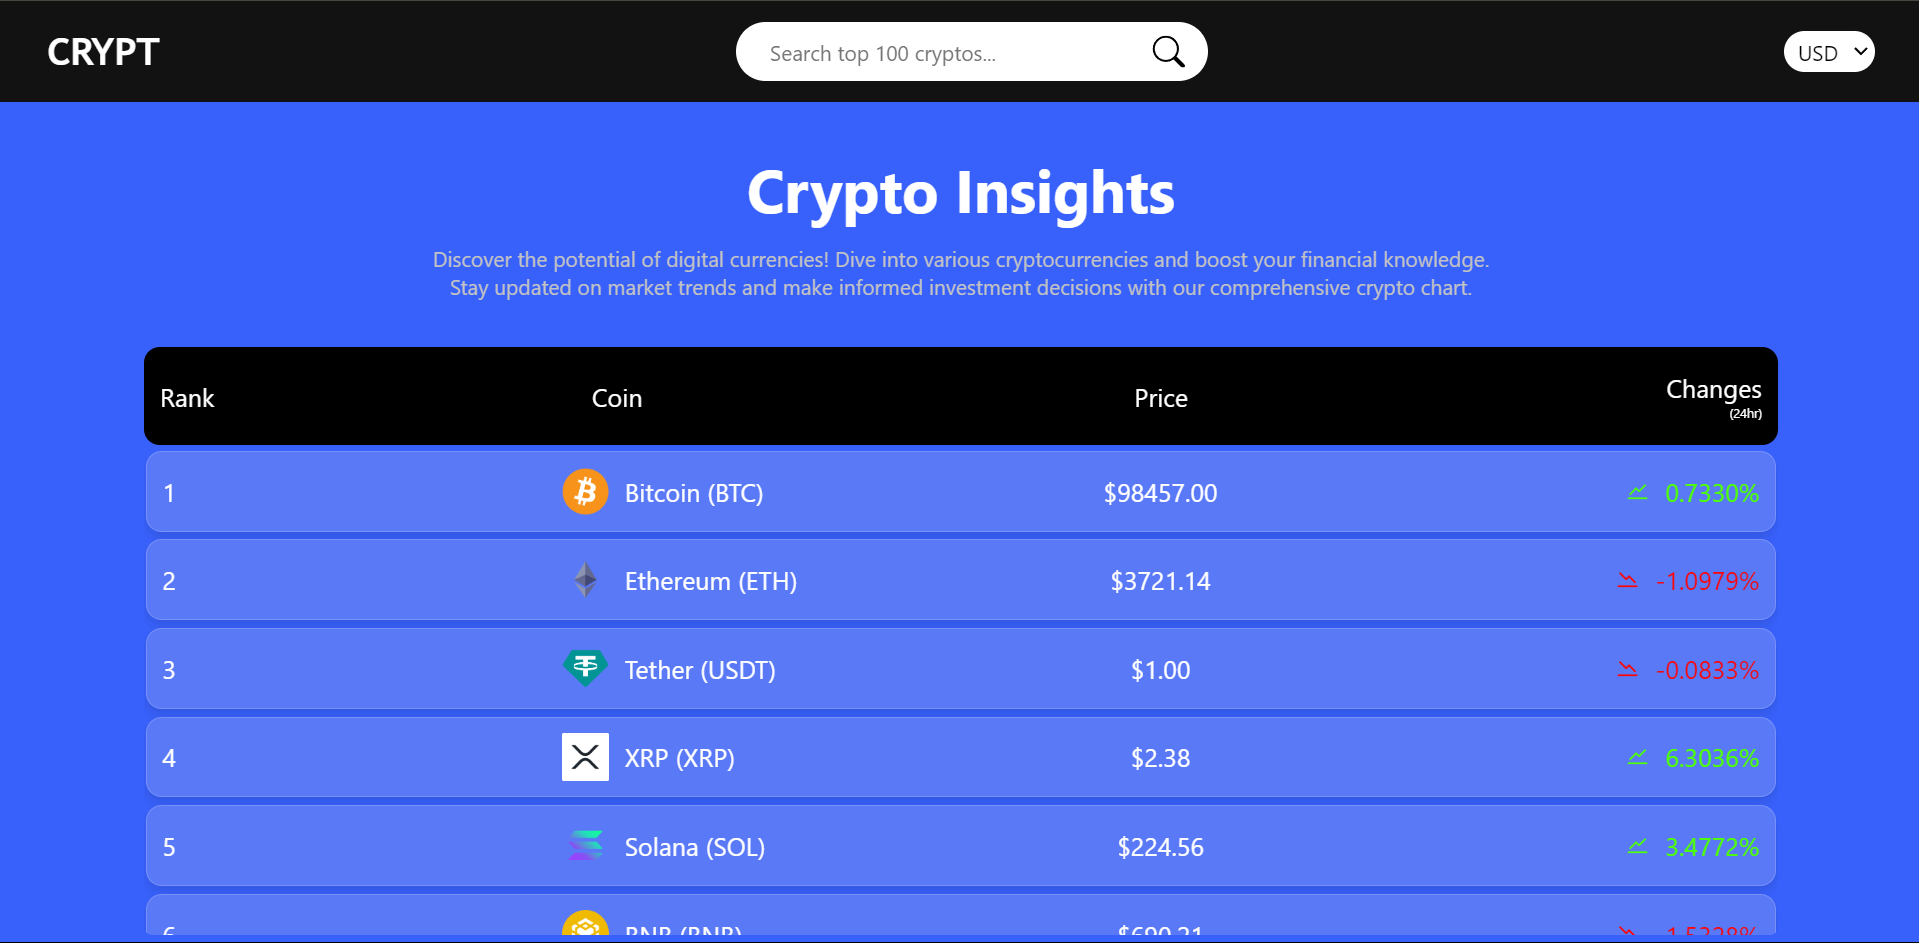 CRYPT
Search top 100 cryptos...
USD
Crypto Insights
Discover the potential of digital currencies! Dive into various cryptocurrencies and boost your financial knowledge.
Stay updated on market trends and make informed investment decisions with our comprehensive crypto chart.
Rank Coin Price Changes
(24hr)
1 Bitcoin (BTC) $98457.00 0.7330%
2 Ethereum (ETH) $3721.14 -1.0979%
3 Tether (USDT) $1.00 -0.0833%
4 XRP (XRP) $2.38 6.3036%
5 Solana (SOL) $224.56 3.4772%
6 BNB (BNB)